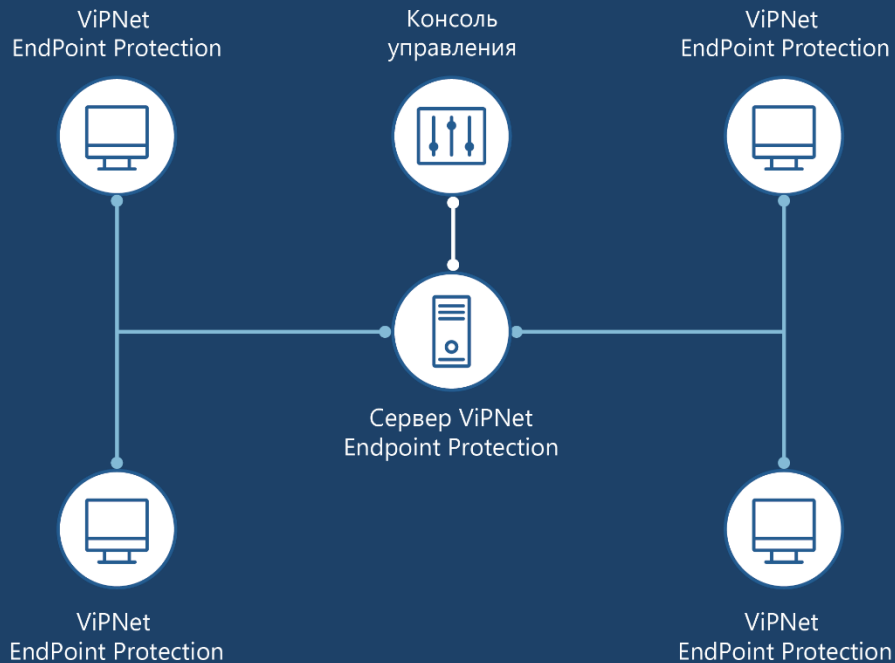 ViPNet
EndPoint Protection
Консоль
управления
ViPNet
EndPoint Protection
Сервер ViPNet
Endpoint Protection
ViPNet
EndPoint Protection
ViPNet
EndPoint Protection